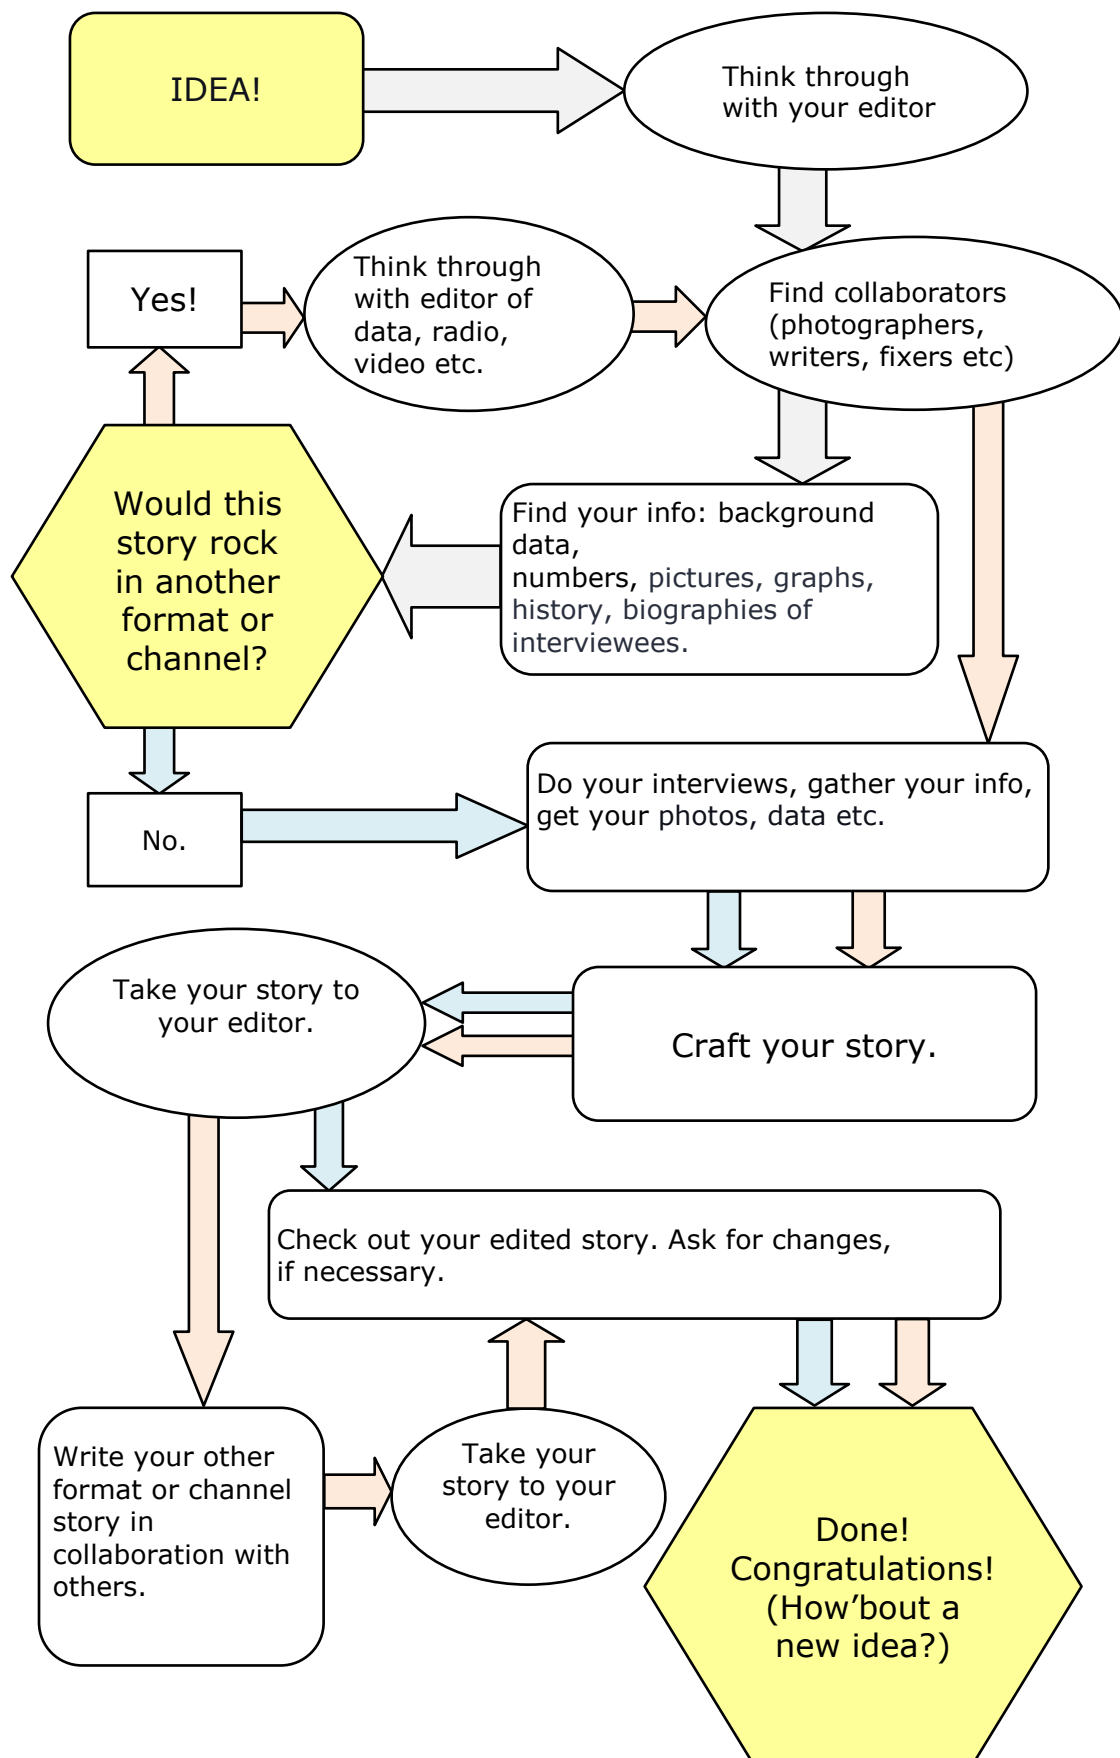 IDEA!
Think through
with your editor
Yes!
Think through
with editor of
data, radio,
video etc.
Find collaborators
(photographers,
writers, fixers etc)
Would this
story rock
in another
format or
channel?
Find your info: background
data,
numbers, pictures, graphs,
history, biographies of
interviewees.
No.
Do your interviews, gather your info,
get your photos, data etc.
Take your story to
your editor.
Craft your story.
Check out your edited story. Ask for changes,
if necessary.
Write your other
format or channel
story in
collaboration with
others.
Take your
story to your
editor.
Done!
Congratulations!
(How’bout a
new idea?)